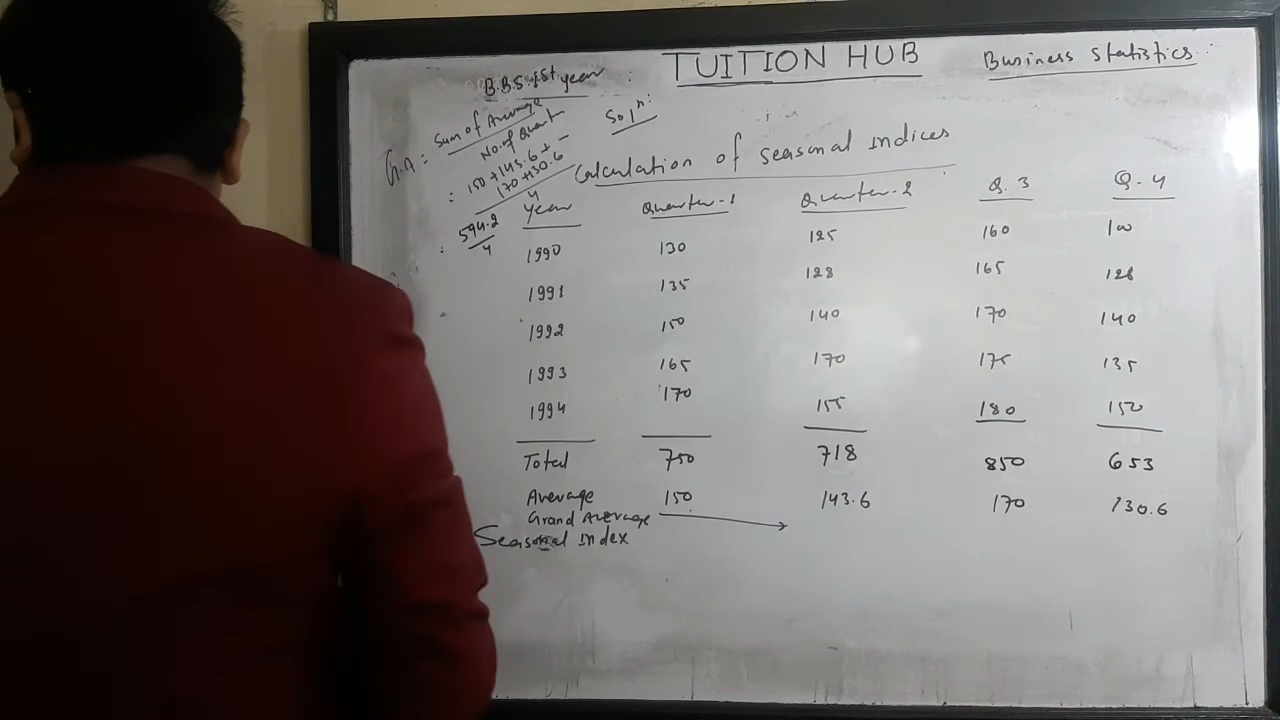 TUITION HUB
Business statistics:
B.B.S. 1st year :
Solⁿ:
G.A = Sum of Average
No. of Quart
: 150 + 143.6 +
170 + 130.6
4
: 594.2
4
Calculation of seasonal indices
Year Quarter-1 Quarter-2 Q.3 Q.4
1990 130 125 160 100
1991 135 128 165 128
1992 150 140 170 140
1993 165 170 175 135
1994 170 155 180 150
Total 750 718 850 653
Average 150 143.6 170 130.6
Grand Average
Seasonal Index